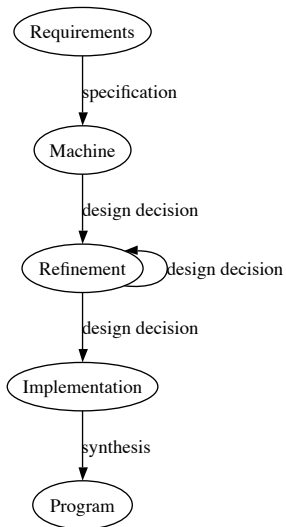 Requirements
specification
Machine
design decision
Refinement
design decision
design decision
Implementation
synthesis
Program